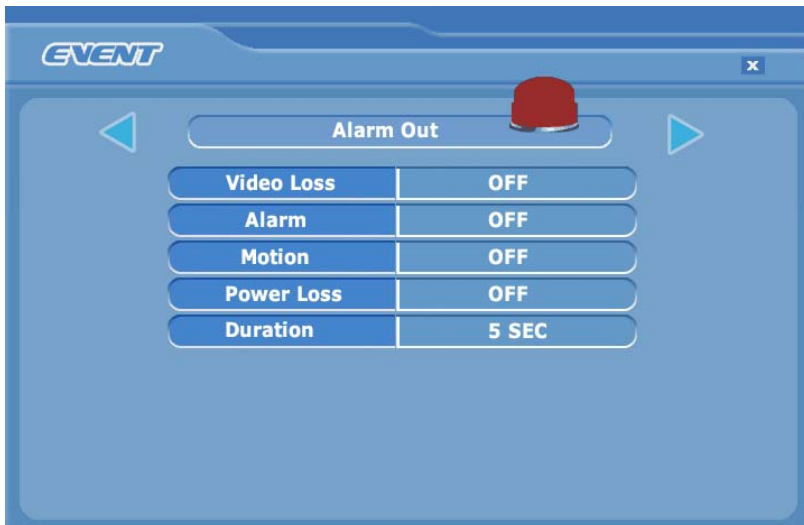 EVENT
X
Alarm Out
Video Loss OFF
Alarm OFF
Motion OFF
Power Loss OFF
Duration 5 SEC